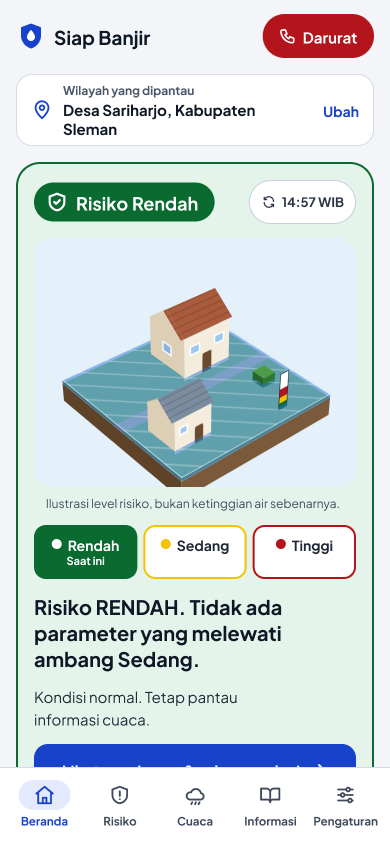 Siap Banjir
Darurat
Wilayah yang dipantau
Desa Sariharjo, Kabupaten
Sleman
Ubah
Risiko Rendah
14:57 WIB
Ilustrasi level risiko, bukan ketinggian air sebenarnya.
Rendah
Saat ini
Sedang
Tinggi
Risiko RENDAH. Tidak ada
parameter yang melewati
ambang Sedang.
Kondisi normal. Tetap pantau
informasi cuaca.
Beranda
Risiko
Cuaca
Informasi
Pengaturan